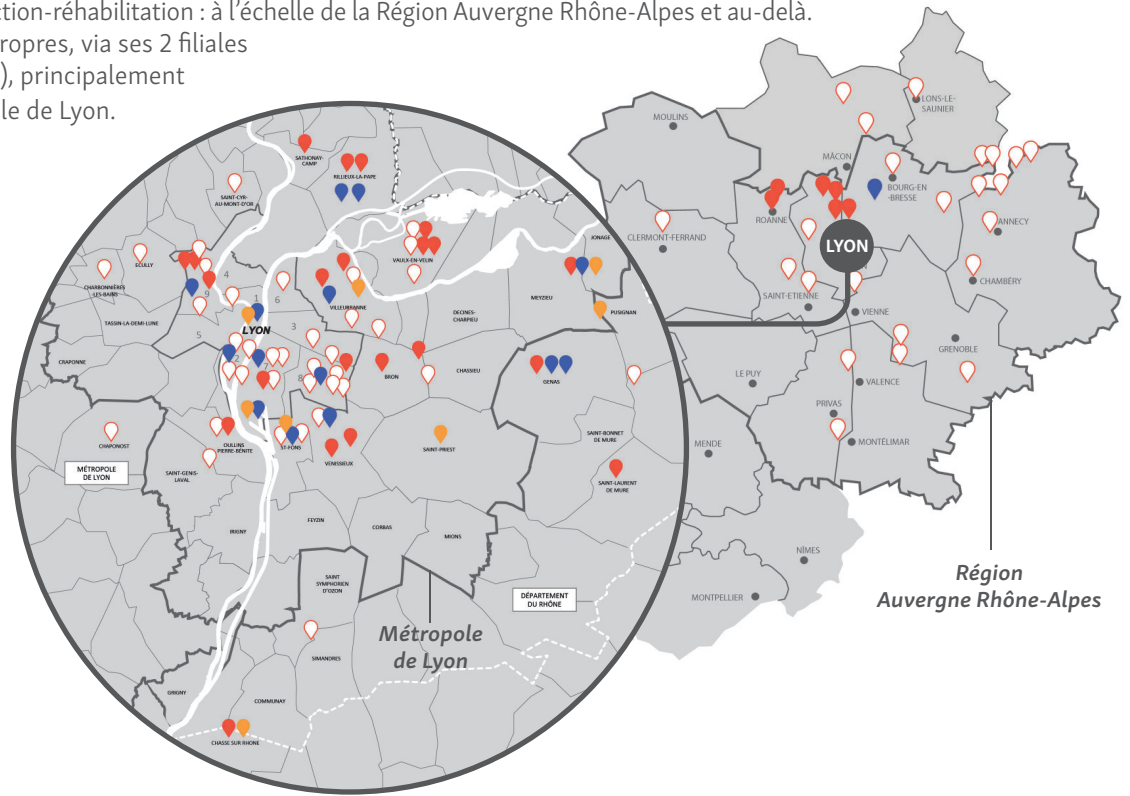 ction-réhabilitation : à l'échelle de la Région Auvergne Rhône-Alpes et au-delà.
ropres, via ses 2 filiales
), principalement
le de Lyon.
SATHONAY-
CAMP
RILLIEUX-LA-PAPE
SAINT-CYR-
AU-MONT-D'OR
ECULLY
CHARBONNIÈRES
LES-BAINS
TASSIN-LA-DEMI-LUNE
CRAPONNE
CHAPONOST
MÉTROPOLE
DE LYON
4
9
1
6
5
LYON
3
2
7
8
VAULX-EN-VELIN
VILLEURBANNE
JONAGE
MEYZIEU
PUSIGNAN
DECINES-
CHARPIEU
BRON
CHASSIEU
GENAS
OULLINS
PIERRE-BÉNITE
ST-FONS
VENISSIEUX
SAINT-PRIEST
SAINT-BONNET
DE MURE
SAINT-LAURENT
DE MURE
SAINT-GENIS-
LAVAL
IRIGNY
FEYZIN
CORBAS
MIONS
SAINT
SYMPHORIEN
D'OZON
DÉPARTEMENT
DU RHÔNE
Métropole
de Lyon
SIMANDRES
GRIGNY
COMMUNAY
CHASSE SUR RHONE
MOULINS
LONS-LE-
SAUNIER
MÂCON
BOURG-EN
-BRESSE
ROANNE
ANNECY
CLERMONT-FERRAND
LYON
CHAMBÉRY
SAINT-ETIENNE
VIENNE
GRENOBLE
LE PUY
VALENCE
PRIVAS
MONTÉLIMAR
MENDE
NÎMES
MONTPELLIER
Région
Auvergne Rhône-Alpes